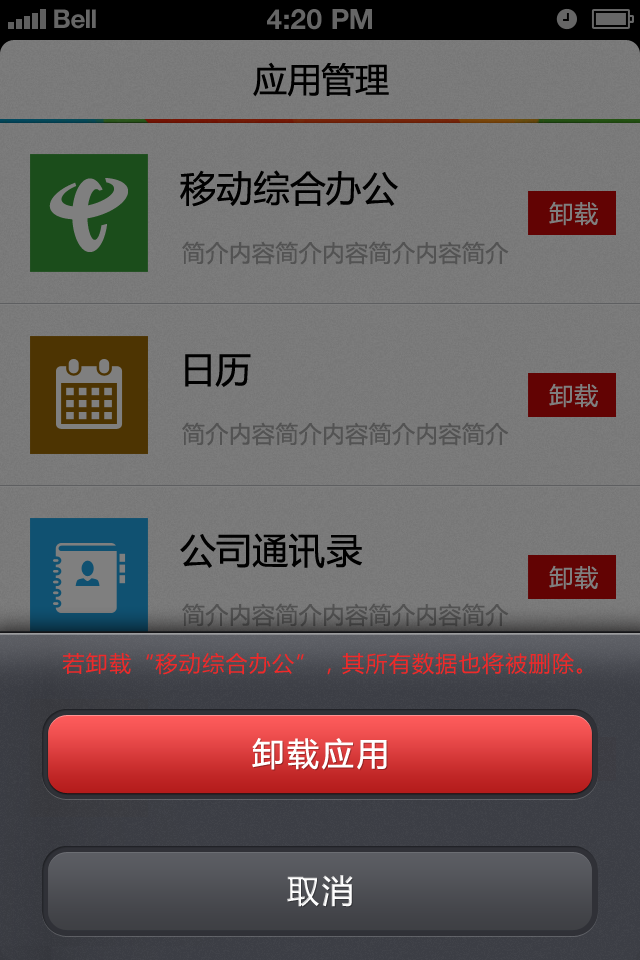 Bell 4:20 PM
应用管理
移动综合办公
卸载
简介内容简介内容简介内容简介
日历
卸载
简介内容简介内容简介内容简介
公司通讯录
卸载
简介内容简介内容简介内容简介
若卸载“移动综合办公”，其所有数据也将被删除。
卸载应用
取消